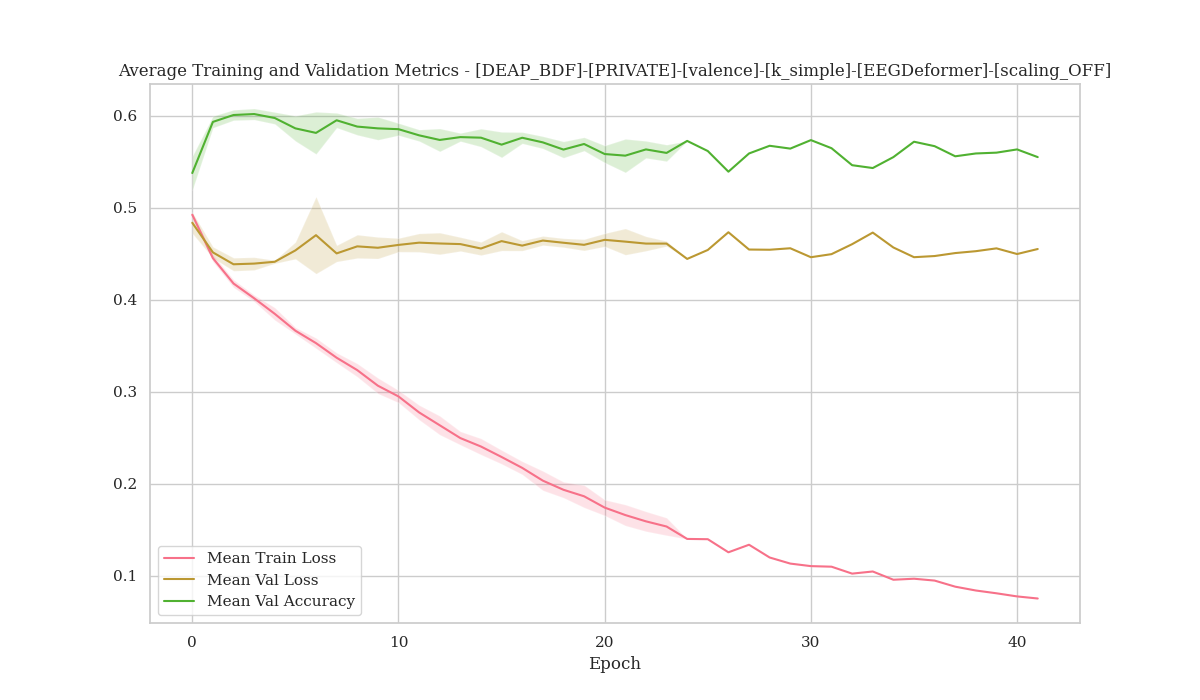 Average Training and Validation Metrics - [DEAP_BDF]-[PRIVATE]-[valence]-[k_simple]-[EEGDeformer]-[scaling_OFF]
0.6
0.5
0.4
0.3
0.2
0.1
Mean Train Loss
Mean Val Loss
Mean Val Accuracy
0 10 20 30 40
Epoch